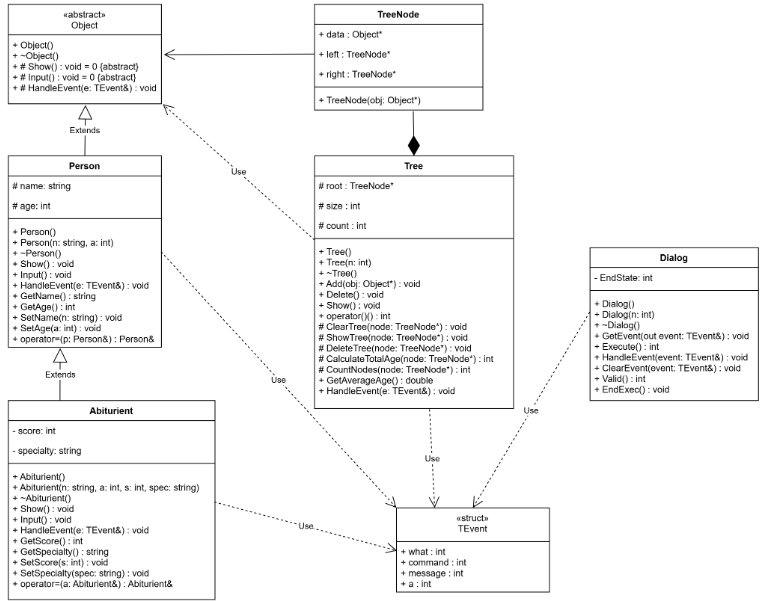 «abstract»
Object
+ Object()
+ ~Object()
+ # Show() : void = 0 {abstract}
+ # Input() : void = 0 {abstract}
+ # HandleEvent(e: TEvent&) : void
TreeNode
+ data : Object*
+ left : TreeNode*
+ right : TreeNode*
+ TreeNode(obj: Object*)
Extends
Use
Person
# name: string
# age: int
+ Person()
+ Person(n: string, a: int)
+ ~Person()
+ Show() : void
+ Input() : void
+ HandleEvent(e: TEvent&) : void
+ GetName() : string
+ GetAge() : int
+ SetName(n: string) : void
+ SetAge(a: int) : void
+ operator=(p: Person&) : Person&
Tree
# root : TreeNode*
# size : int
# count : int
+ Tree()
+ Tree(n: int)
+ ~Tree()
+ Add(obj: Object*) : void
+ Delete() : void
+ Show() : void
+ operator()() : int
# ClearTree(node: TreeNode*) : void
# ShowTree(node: TreeNode*) : void
# DeleteTree(node: TreeNode*) : void
# CalculateTotalAge(node: TreeNode*) : int
# CountNodes(node: TreeNode*) : int
+ GetAverageAge() : double
+ HandleEvent(e: TEvent&) : void
Dialog
- EndState: int
+ Dialog()
+ Dialog(n: int)
+ ~Dialog()
+ GetEvent(out event: TEvent&) : void
+ Execute() : int
+ HandleEvent(event: TEvent&) : void
+ ClearEvent(event: TEvent&) : void
+ Valid() : int
+ EndExec() : void
Extends
Use
Use
Use
Abiturient
- score: int
- specialty: string
+ Abiturient()
+ Abiturient(n: string, a: int, s: int, spec: string)
+ ~Abiturient()
+ Show() : void
+ Input() : void
+ HandleEvent(e: TEvent&) : void
+ GetScore() : int
+ GetSpecialty() : string
+ SetScore(s: int) : void
+ SetSpecialty(spec: string) : void
+ operator=(a: Abiturient&) : Abiturient&
Use
«struct»
TEvent
+ what : int
+ command : int
+ message : int
+ a : int